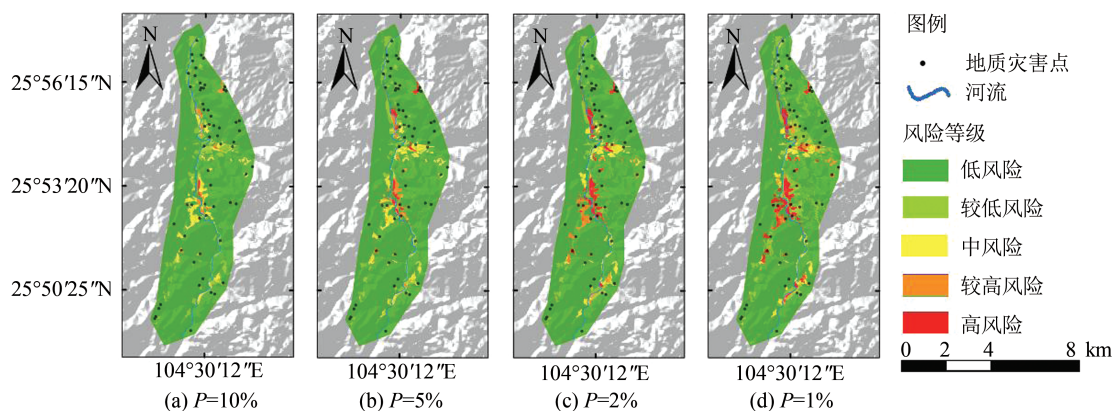 N
N
N
N
25°56′15″N
25°53′20″N
25°50′25″N
104°30′12″E
104°30′12″E
104°30′12″E
104°30′12″E
(a) P=10%
(b) P=5%
(c) P=2%
(d) P=1%
图例
地质灾害点
河流
风险等级
低风险
较低风险
中风险
较高风险
高风险
0 2 4 8 km